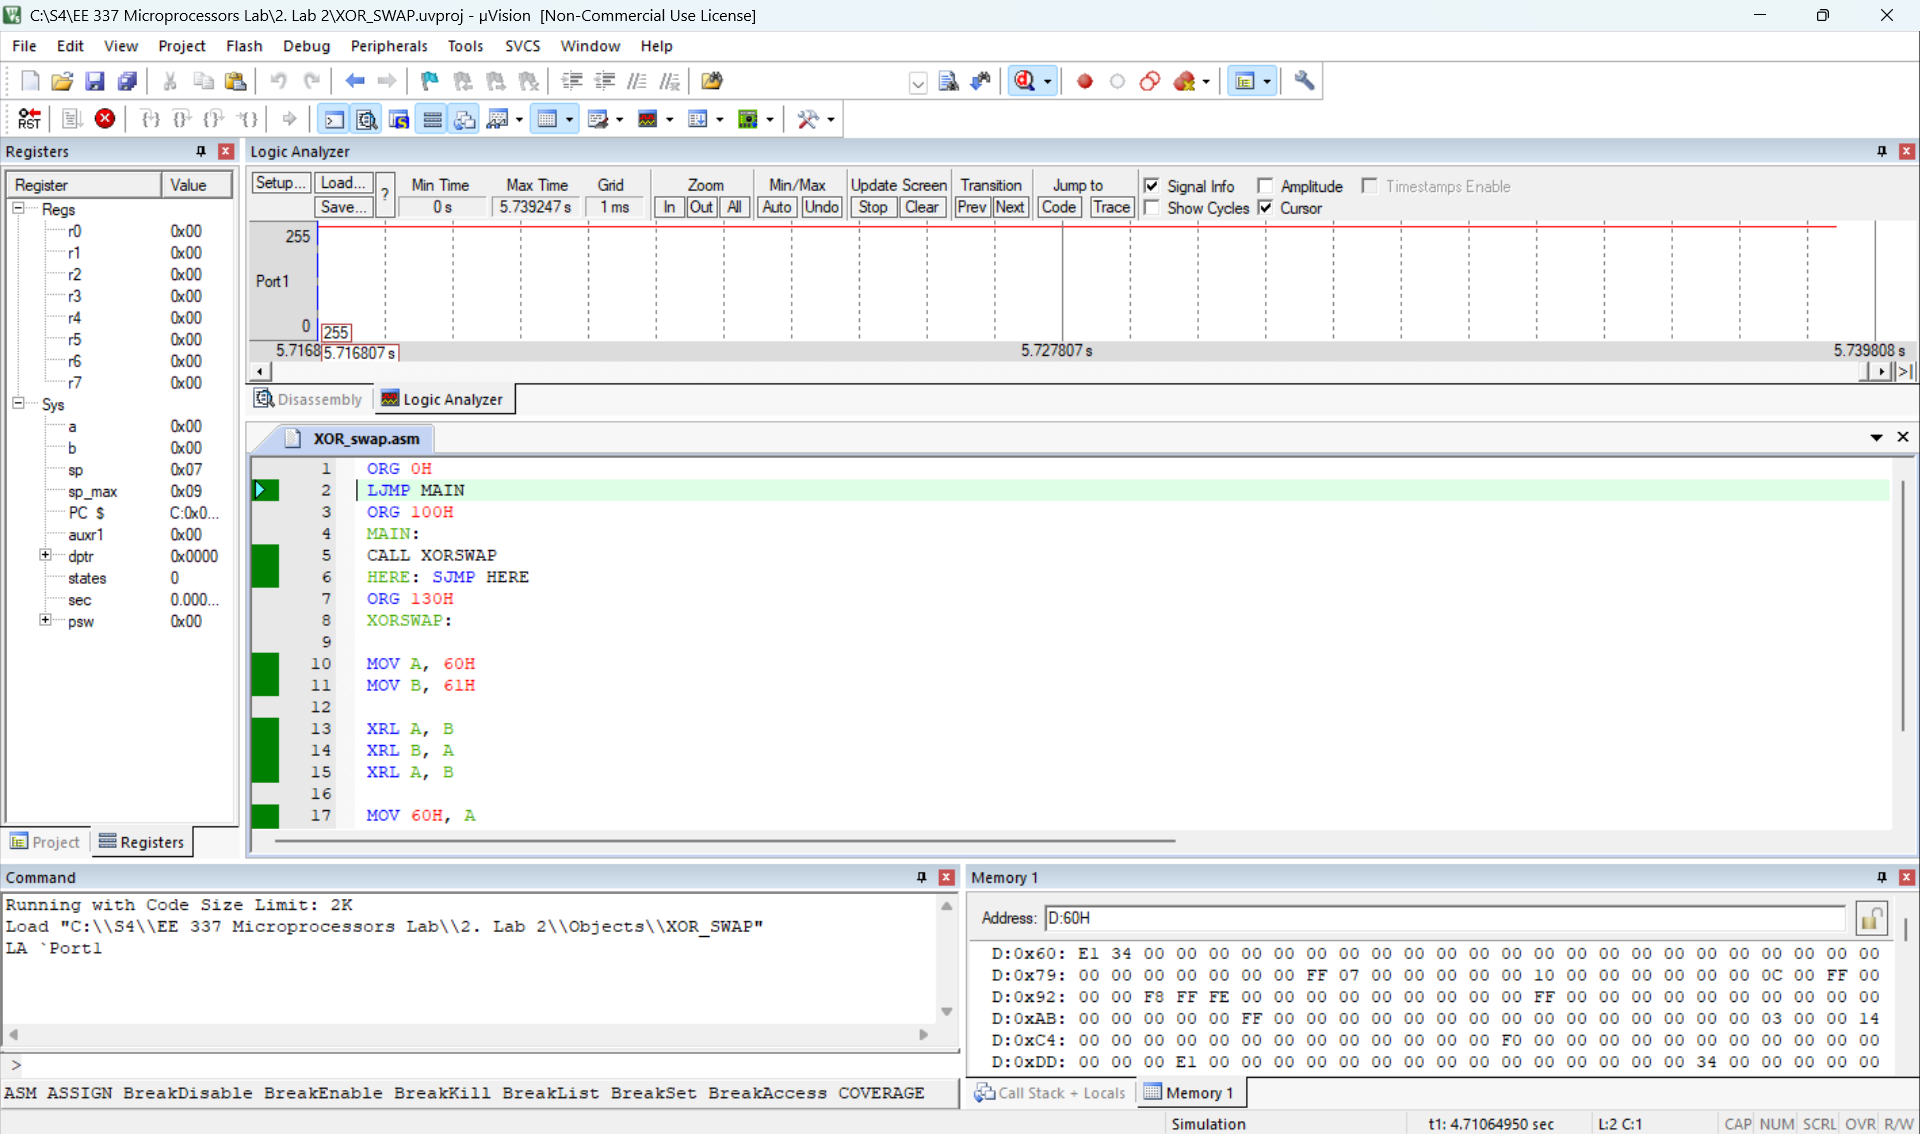 C:\S4\EE 337 Microprocessors Lab\2. Lab 2\XOR_SWAP.uvproj - µVision [Non-Commercial Use License]
File Edit View Project Flash Debug Peripherals Tools SVCS Window Help
RST
Registers
Register Value
Regs
r0 0x00
r1 0x00
r2 0x00
r3 0x00
r4 0x00
r5 0x00
r6 0x00
r7 0x00
Sys
a 0x00
b 0x00
sp 0x07
sp_max 0x09
PC $ C:0x0...
auxr1 0x00
dptr 0x0000
states 0
sec 0.000...
psw 0x00
Project Registers
Logic Analyzer
Setup... Load... ? Min Time Max Time Grid Zoom Min/Max Update Screen Transition Jump to Signal Info Amplitude Timestamps Enable
Save... 0 s 5.739247 s 1 ms In Out All Auto Undo Stop Clear Prev Next Code Trace Show Cycles Cursor
255
Port1
0 255
5.7168 5.716807 s 5.727807 s 5.739808 s
Disassembly Logic Analyzer
XOR_swap.asm
1 ORG 0H
2 LJMP MAIN
3 ORG 100H
4 MAIN:
5 CALL XORSWAP
6 HERE: SJMP HERE
7 ORG 130H
8 XORSWAP:
9
10 MOV A, 60H
11 MOV B, 61H
12
13 XRL A, B
14 XRL B, A
15 XRL A, B
16
17 MOV 60H, A
Command
Running with Code Size Limit: 2K
Load "C:\\S4\\EE 337 Microprocessors Lab\\2. Lab 2\\Objects\\XOR_SWAP"
LA `Port1
>
ASM ASSIGN BreakDisable BreakEnable BreakKill BreakList BreakSet BreakAccess COVERAGE
Memory 1
Address: D:60H
D:0x60: E1 34 00 00 00 00 00 00 00 00 00 00 00 00 00 00 00 00 00 00 00 00 00 00 00
D:0x79: 00 00 00 00 00 00 00 FF 07 00 00 00 00 00 10 00 00 00 00 00 00 0C 00 FF 00
D:0x92: 00 00 F8 FF FE 00 00 00 00 00 00 00 00 00 FF 00 00 00 00 00 00 00 00 00 00
D:0xAB: 00 00 00 00 00 FF 00 00 00 00 00 00 00 00 00 00 00 00 00 00 00 03 00 00 14
D:0xC4: 00 00 00 00 00 00 00 00 00 00 00 00 00 F0 00 00 00 00 00 00 00 00 00 00 00
D:0xDD: 00 00 00 E1 00 00 00 00 00 00 00 00 00 00 00 00 00 00 00 34 00 00 00 00 00
Call Stack + Locals Memory 1
Simulation t1: 4.71064950 sec L:2 C:1 CAP NUM SCRL OVR R/W